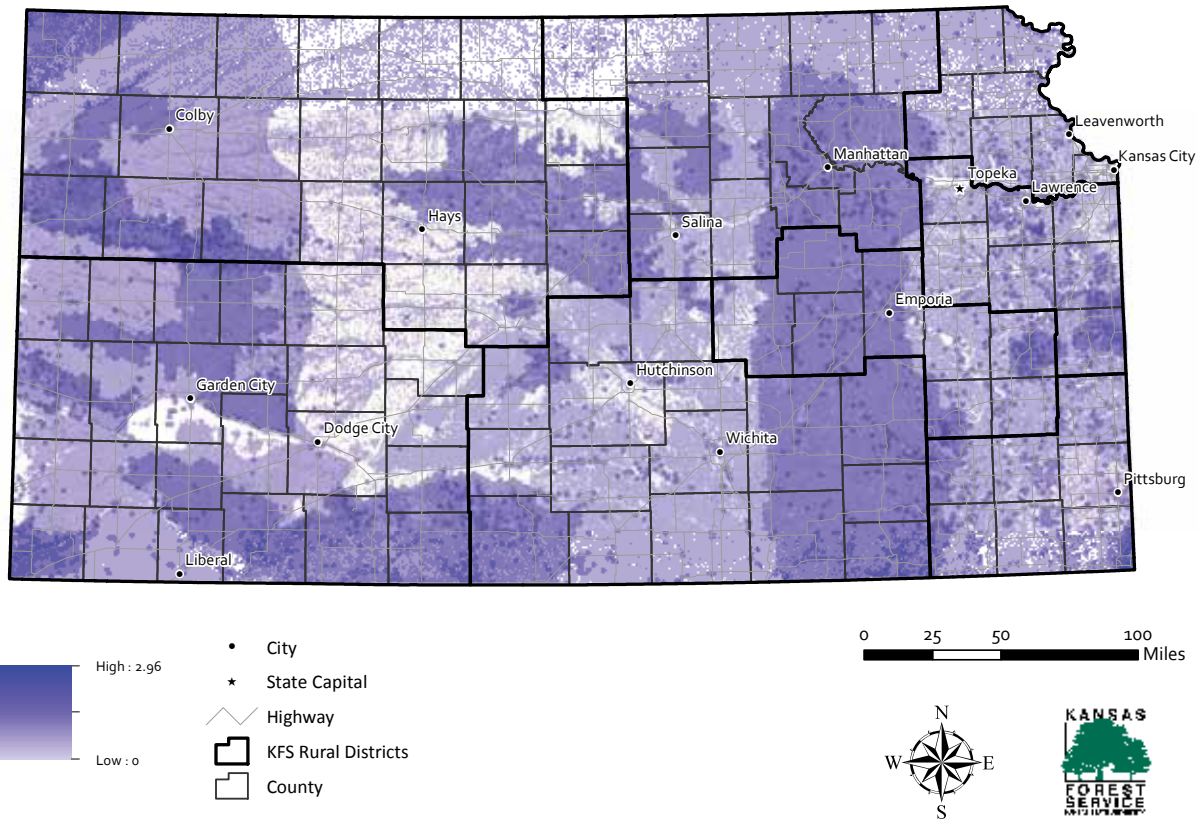 Colby
Leavenworth
Kansas City
Manhattan
Topeka
Lawrence
Hays
Salina
Emporia
Garden City
Hutchinson
Dodge City
Wichita
Pittsburg
Liberal
High : 2.96
Low : 0
City
State Capital
Highway
KFS Rural Districts
County
0 25 50 100
Miles
N
W E
S
KANSAS
FOREST
SERVICE